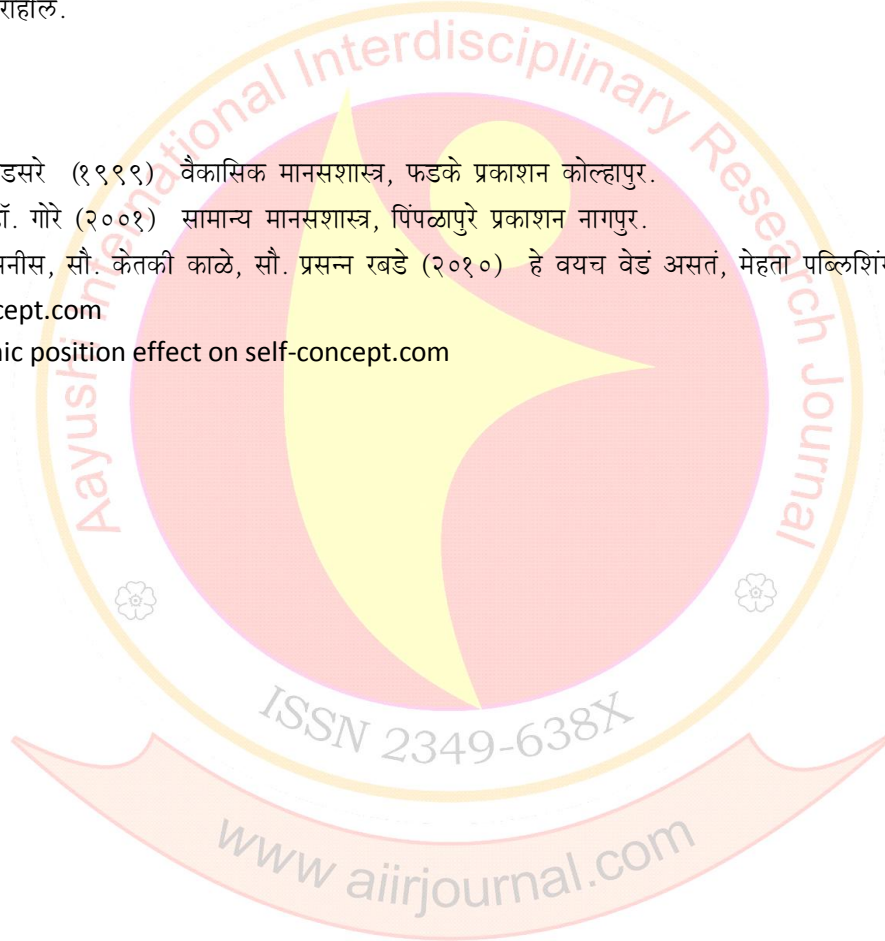 राहील.
डसरे (१९९९) वैकासिक मानसशास्त्र, फडके प्रकाशन कोल्हापुर.
डॉ. गोरे (२००१) सामान्य मानसशास्त्र, पिंपळापुरे प्रकाशन नागपुर.
सौ. केतकी काळे, सौ. प्रसन्न रबडे (२०१०) हे वयच वेडं असतं, मेहता पब्लिशिंग
cept.com
nic position effect on self-concept.com
Aayushi International Interdisciplinary Research Journal
ISSN 2349-638X
www aiirjournal.com